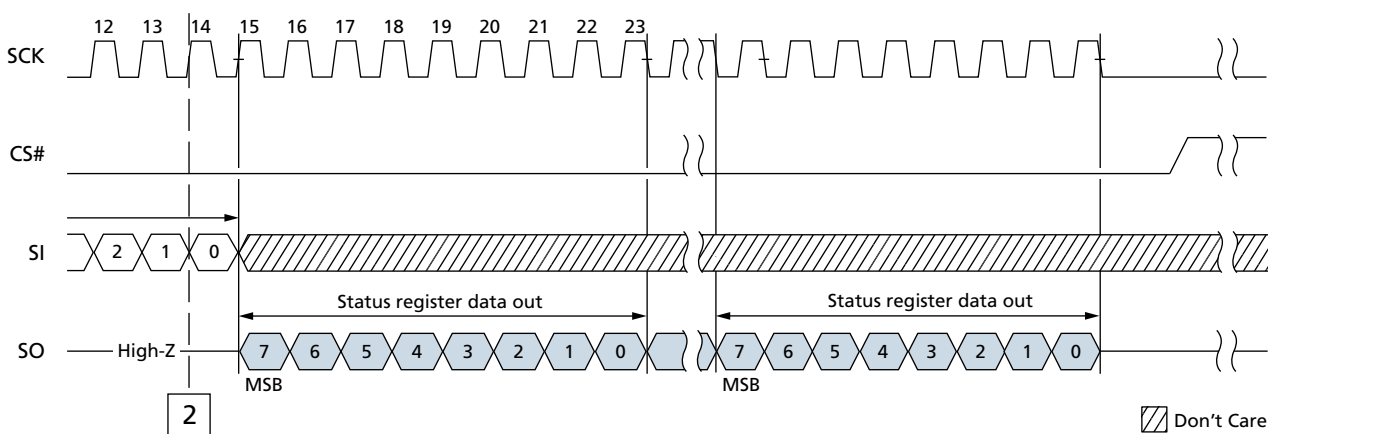 12 13 14 15 16 17 18 19 20 21 22 23
SCK
CS#
SI 2 1 0
Status register data out Status register data out
SO High-Z 7 6 5 4 3 2 1 0 7 6 5 4 3 2 1 0
MSB MSB
2
Don't Care